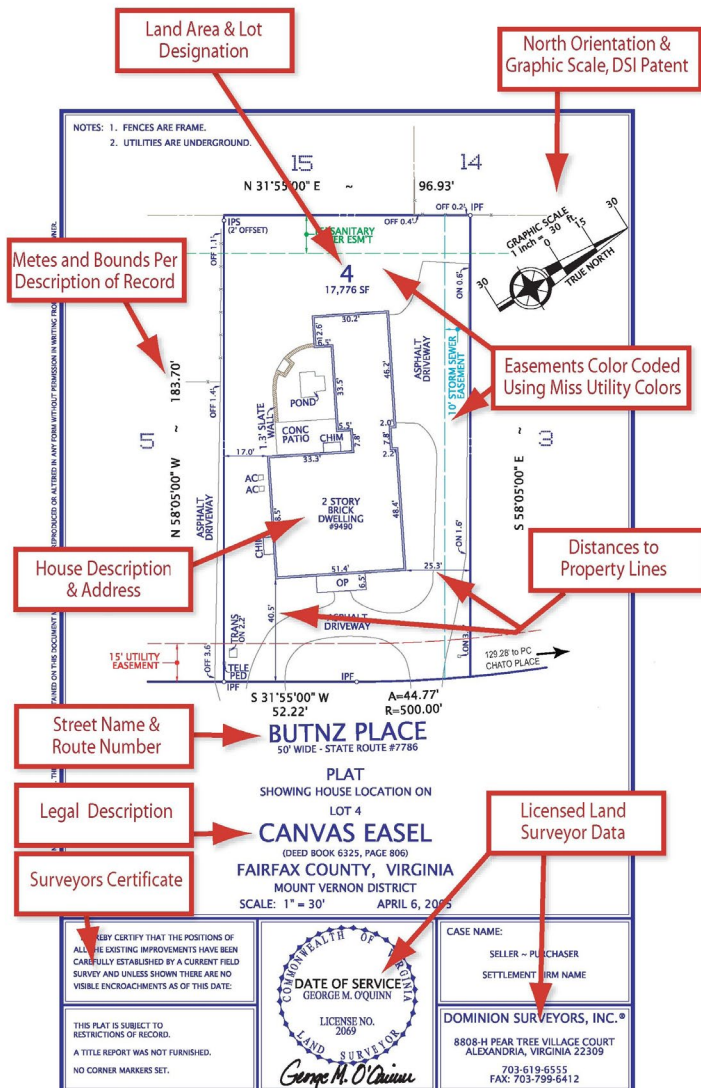 Land Area & Lot
Designation
North Orientation &
Graphic Scale, DSI Patent
NOTES: 1. FENCES ARE FRAME.
2. UTILITIES ARE UNDERGROUND.
15
14
N 31°55'00" E ~ 96.93'
OFF 0.2'
IPF
IPS
(2' OFFSET)
OFF 0.4'
OFF 1.1'
SANITARY
ESM'T
GRAPHIC SCALE
1 inch = 30 ft.
30
0
15
30
TRUE NORTH
Metes and Bounds Per
Description of Record
4
17,776 SF
ON 0.6'
30.2'
2.6'
5.5'
46.2'
ASPHALT
DRIVEWAY
10' STORM SEWER
EASEMENT
Easements Color Coded
Using Miss Utility Colors
N 58°05'00" W ~ 183.70'
5
OFF 1.4'
33.5'
POND
1.3' SLATE
WALL
CONC
PATIO
CHIM
5.5'
7.8'
2.0'
7.8'
2.2'
3
S 58°05'00" E ~
17.0'
33.3'
AC
AC
2 STORY
BRICK
DWELLING
#9490
48.4'
ASPHALT
DRIVEWAY
ON 1.6'
House Description
& Address
Distances to
Property Lines
51.4'
25.3'
OP
6.5'
40.5'
ASPHALT
DRIVEWAY
TRANS
ON 2.2'
15' UTILITY
EASEMENT
OFF 3.6'
TELE
PED
129.28' to PC
CHATO PLACE
IPF
IPF
S 31°55'00" W
52.22'
A=44.77'
R=500.00'
Street Name &
Route Number
BUTNZ PLACE
50' WIDE - STATE ROUTE #7786
PLAT
SHOWING HOUSE LOCATION ON
LOT 4
Legal Description
CANVAS EASEL
(DEED BOOK 6325, PAGE 806)
FAIRFAX COUNTY, VIRGINIA
MOUNT VERNON DISTRICT
SCALE: 1" = 30' APRIL 6, 2005
Licensed Land
Surveyor Data
Surveyors Certificate
CERTIFY THAT THE POSITIONS OF
THE EXISTING IMPROVEMENTS HAVE BEEN
CAREFULLY ESTABLISHED BY A CURRENT FIELD
SURVEY AND UNLESS SHOWN THERE ARE NO
VISIBLE ENCROACHMENTS AS OF THIS DATE:
THIS PLAT IS SUBJECT TO
RESTRICTIONS OF RECORD.
A TITLE REPORT WAS NOT FURNISHED.
NO CORNER MARKERS SET.
COMMONWEALTH OF VIRGINIA
DATE OF SERVICE
GEORGE M. O'QUINN
LICENSE NO.
2069
LAND SURVEYOR
George M. O'Quinn
CASE NAME:
SELLER ~ PURCHASER
SETTLEMENT FIRM NAME
DOMINION SURVEYORS, INC.®
8808-H PEAR TREE VILLAGE COURT
ALEXANDRIA, VIRGINIA 22309
703-619-6555
FAX: 703-799-6412